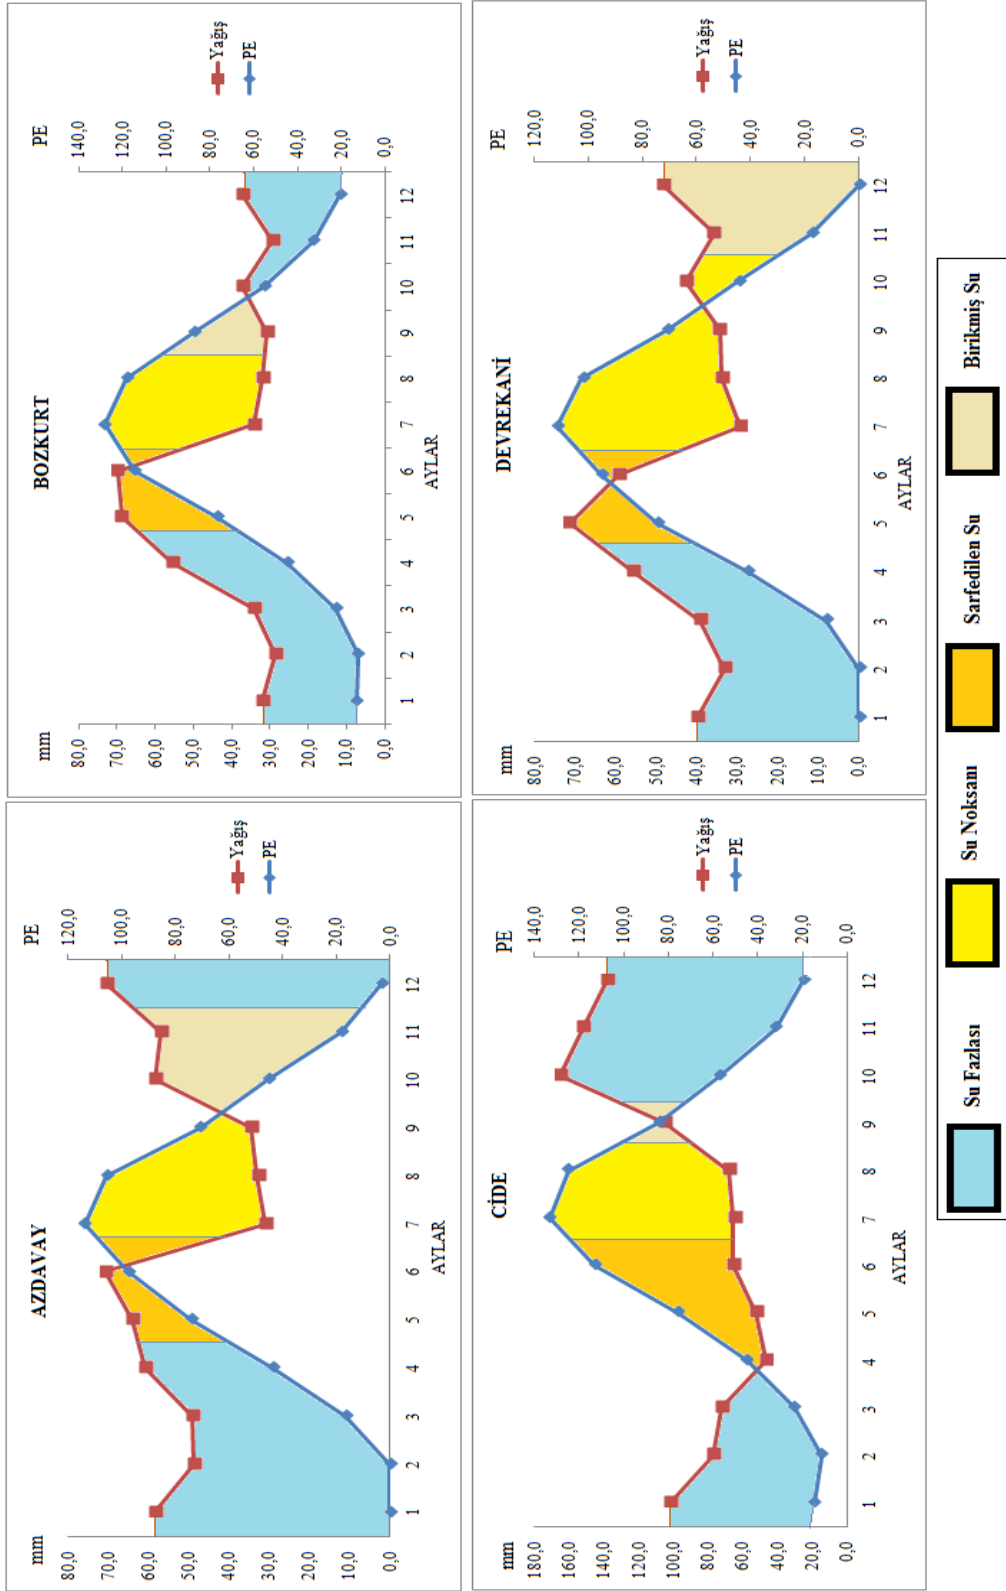 AZDAVAY
mm
PE
80,0
70,0
60,0
50,0
40,0
30,0
20,0
10,0
0,0
120,0
100,0
80,0
60,0
40,0
20,0
0,0
1 2 3 4 5 6 7 8 9 10 11 12
AYLAR
Yağış
PE
BOZKURT
mm
PE
80,0
70,0
60,0
50,0
40,0
30,0
20,0
10,0
0,0
140,0
120,0
100,0
80,0
60,0
40,0
20,0
0,0
1 2 3 4 5 6 7 8 9 10 11 12
AYLAR
Yağış
PE
CİDE
mm
PE
180,0
160,0
140,0
120,0
100,0
80,0
60,0
40,0
20,0
0,0
140,0
120,0
100,0
80,0
60,0
40,0
20,0
0,0
1 2 3 4 5 6 7 8 9 10 11 12
AYLAR
Yağış
PE
DEVREKANİ
mm
PE
80,0
70,0
60,0
50,0
40,0
30,0
20,0
10,0
0,0
120,0
100,0
80,0
60,0
40,0
20,0
0,0
1 2 3 4 5 6 7 8 9 10 11 12
AYLAR
Yağış
PE
Su Fazlası Su Noksanı Sarfedilen Su Birikmiş Su